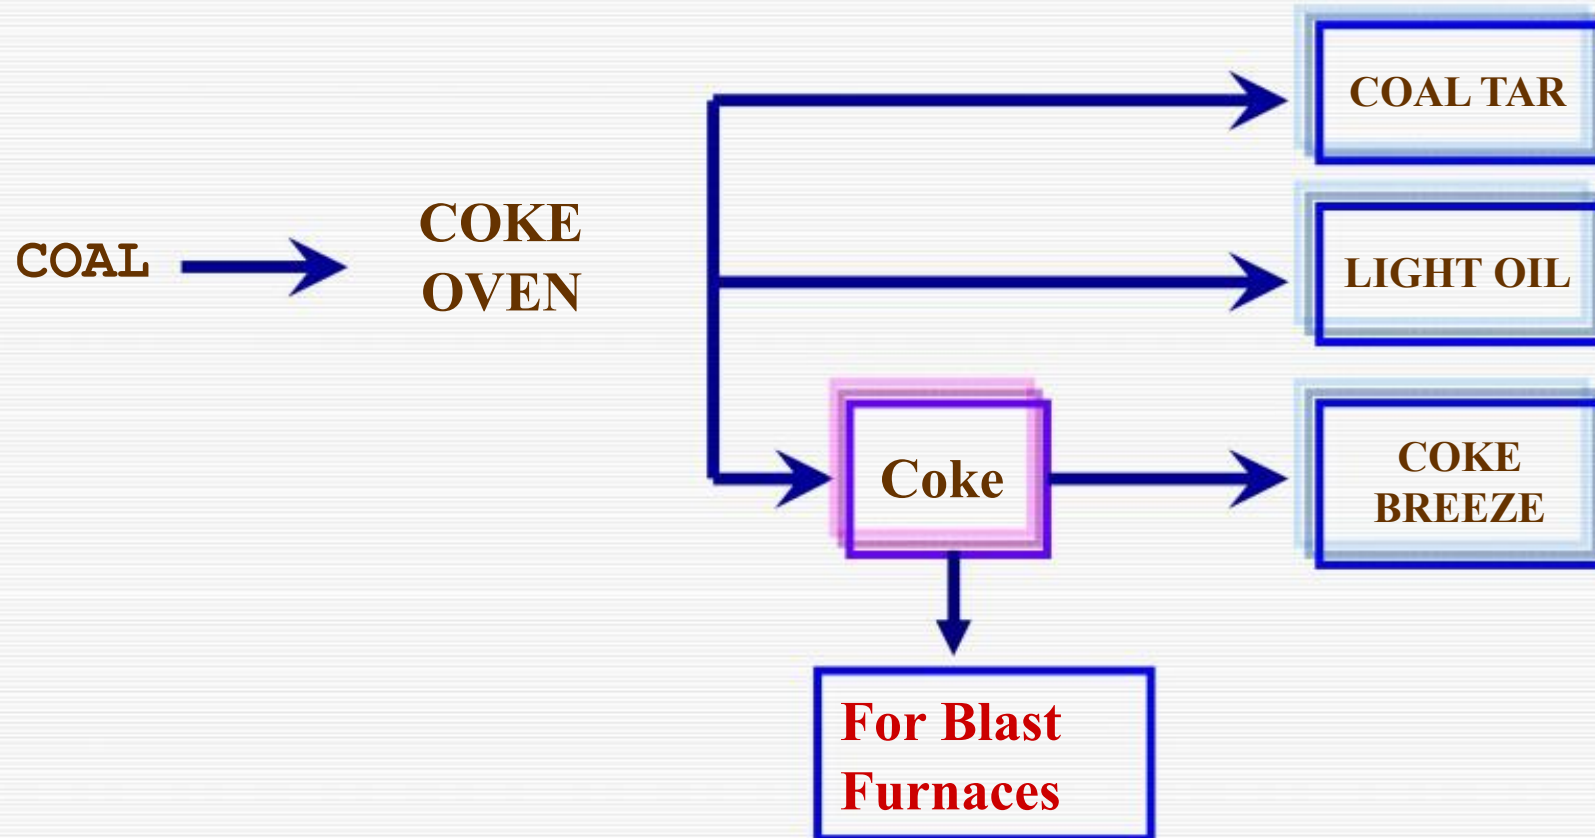 COAL TAR
COKE
OVEN
COAL
LIGHT OIL
Coke
COKE
BREEZE
For Blast
Furnaces